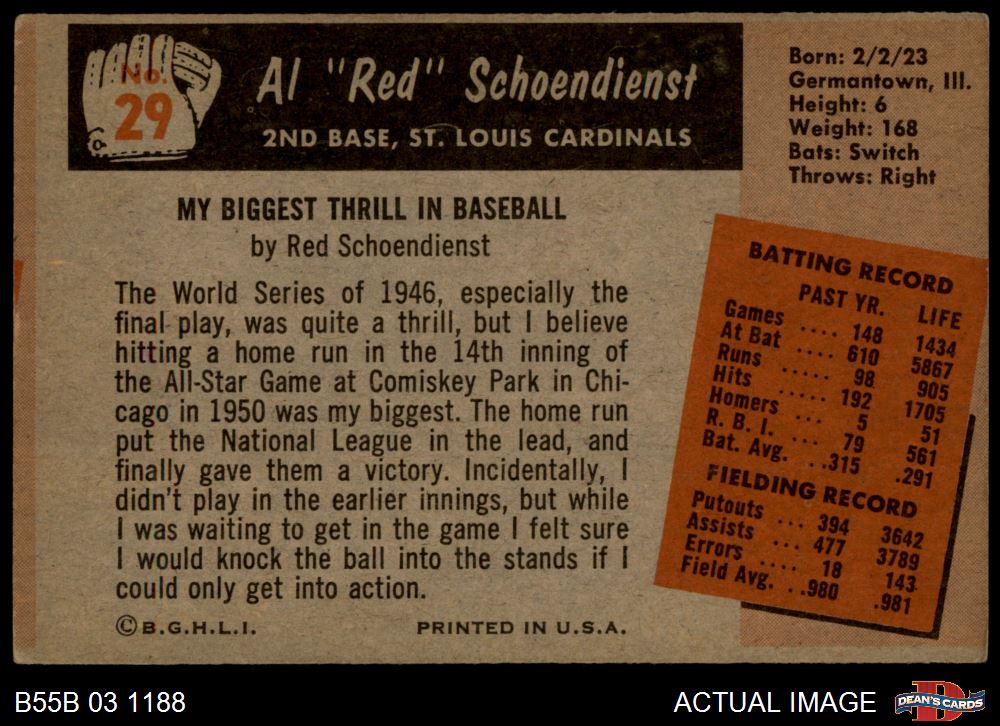 No.
29
Al "Red" Schoendienst
2ND BASE, ST. LOUIS CARDINALS
Born: 2/2/23
Germantown, Ill.
Height: 6
Weight: 168
Bats: Switch
Throws: Right
MY BIGGEST THRILL IN BASEBALL
by Red Schoendienst
The World Series of 1946, especially the
final play, was quite a thrill, but I believe
hitting a home run in the 14th inning of
the All-Star Game at Comiskey Park in Chi-
cago in 1950 was my biggest. The home run
put the National League in the lead, and
finally gave them a victory. Incidentally, I
didn't play in the earlier innings, but while
I was waiting to get in the game I felt sure
I would knock the ball into the stands if I
could only get into action.
© B.G.H.L.I. PRINTED IN U.S.A.
BATTING RECORD
PAST YR. LIFE
Games .... 148 1434
At Bat .... 610 5867
Runs ..... 98 905
Hits ..... 192 1705
Homers ... 5 51
R. B. I. ... 79 561
Bat. Avg. ..315 .291
FIELDING RECORD
Putouts ... 394 3642
Assists ... 477 3789
Errors .... 18 143
Field Avg. ..980 .981
B55B 03 1188
ACTUAL IMAGE
D
DEAN'S CARDS